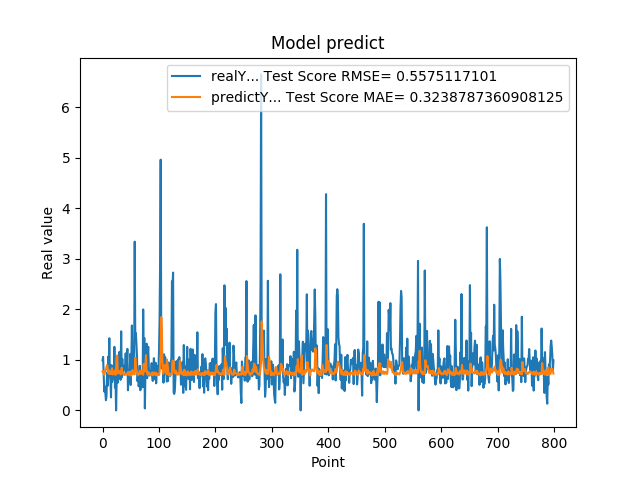 Model predict
realY... Test Score RMSE= 0.5575117101
predictY... Test Score MAE= 0.3238787360908125
Real value
6
5
4
3
2
1
0
0 100 200 300 400 500 600 700 800
Point